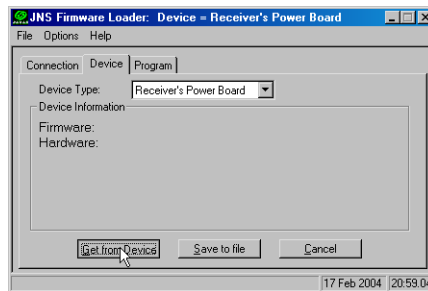 JNS Firmware Loader: Device = Receiver's Power Board
File Options Help
Connection Device Program
Device Type: Receiver's Power Board
Device Information
Firmware:
Hardware:
Get from Device Save to file Cancel
17 Feb 2004 20:59.04